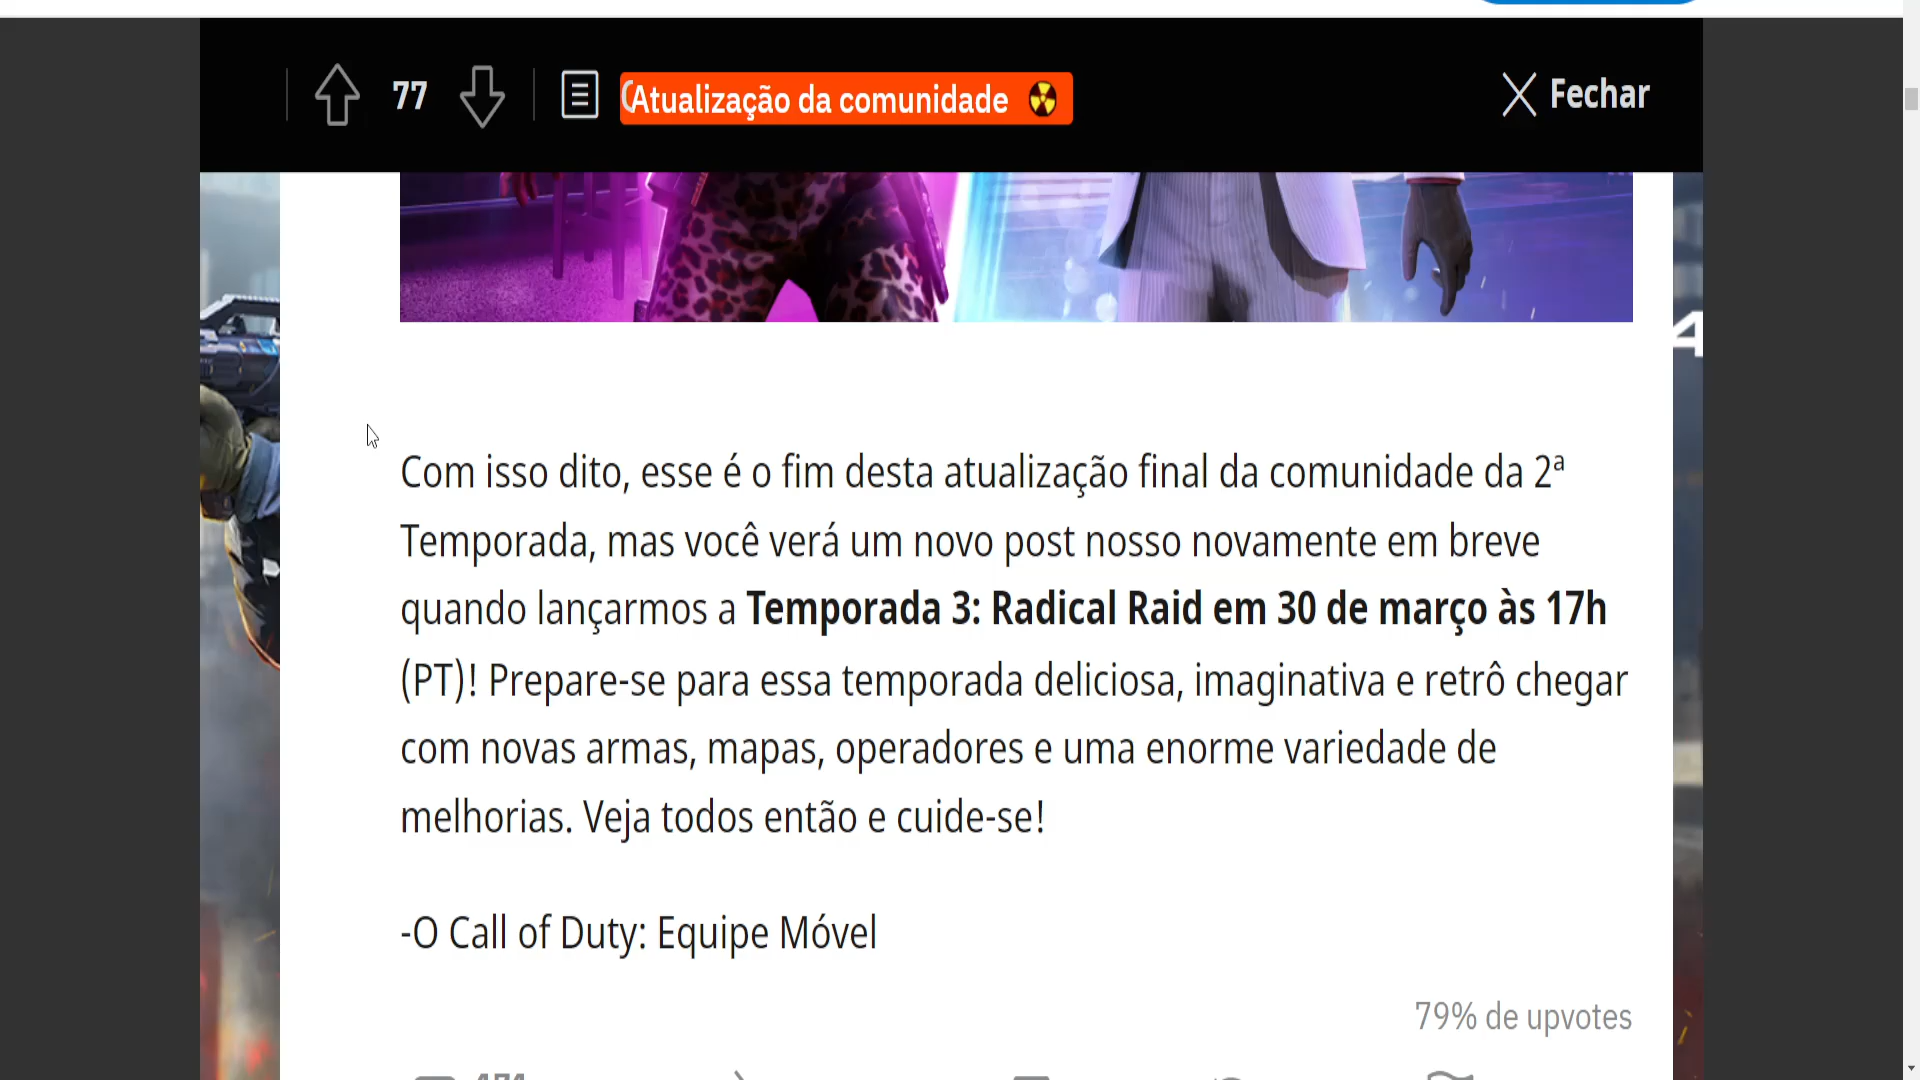 77
Atualização da comunidade
Fechar
Com isso dito, esse é o fim desta atualização final da comunidade da 2ª
Temporada, mas você verá um novo post nosso novamente em breve
quando lançarmos a Temporada 3: Radical Raid em 30 de março às 17h
(PT)! Prepare-se para essa temporada deliciosa, imaginativa e retrô chegar
com novas armas, mapas, operadores e uma enorme variedade de
melhorias. Veja todos então e cuide-se!
-O Call of Duty: Equipe Móvel
79% de upvotes